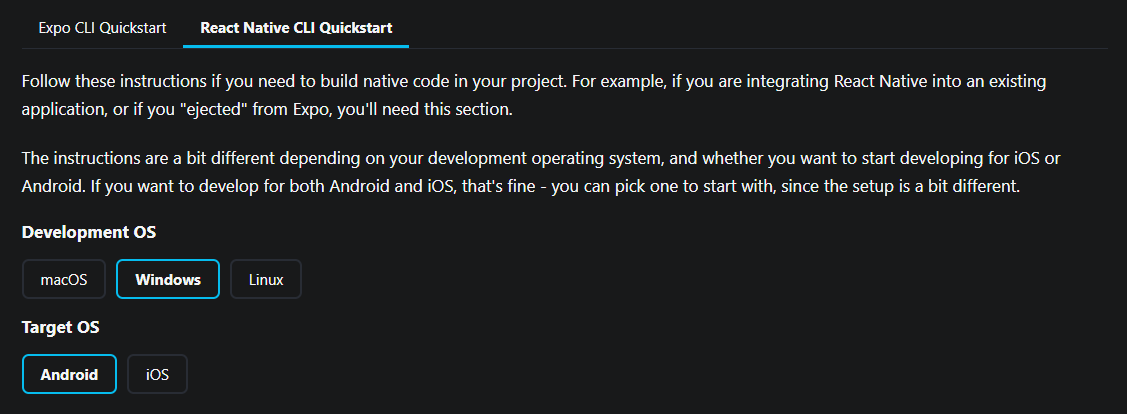 Expo CLI Quickstart
React Native CLI Quickstart
Follow these instructions if you need to build native code in your project. For example, if you are integrating React Native into an existing
application, or if you "ejected" from Expo, you'll need this section.
The instructions are a bit different depending on your development operating system, and whether you want to start developing for iOS or
Android. If you want to develop for both Android and iOS, that's fine - you can pick one to start with, since the setup is a bit different.
Development OS
macOS
Windows
Linux
Target OS
Android
iOS